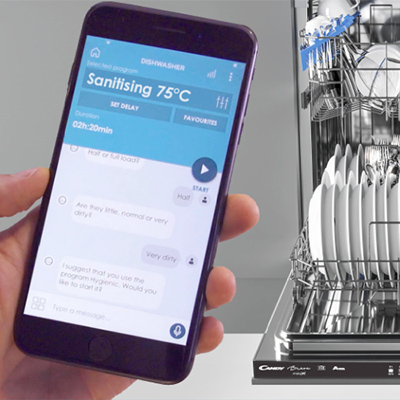 DISHWASHER
Selected program
Sanitising 75°C
SET DELAY
FAVOURITES
Duration
02h:20min
Half or full load?
START
Half
Are they little, normal or very
dirty?
Very dirty
I suggest that you use the
program Hygienic. Would you
like to start it?
Type a message...
CANDY